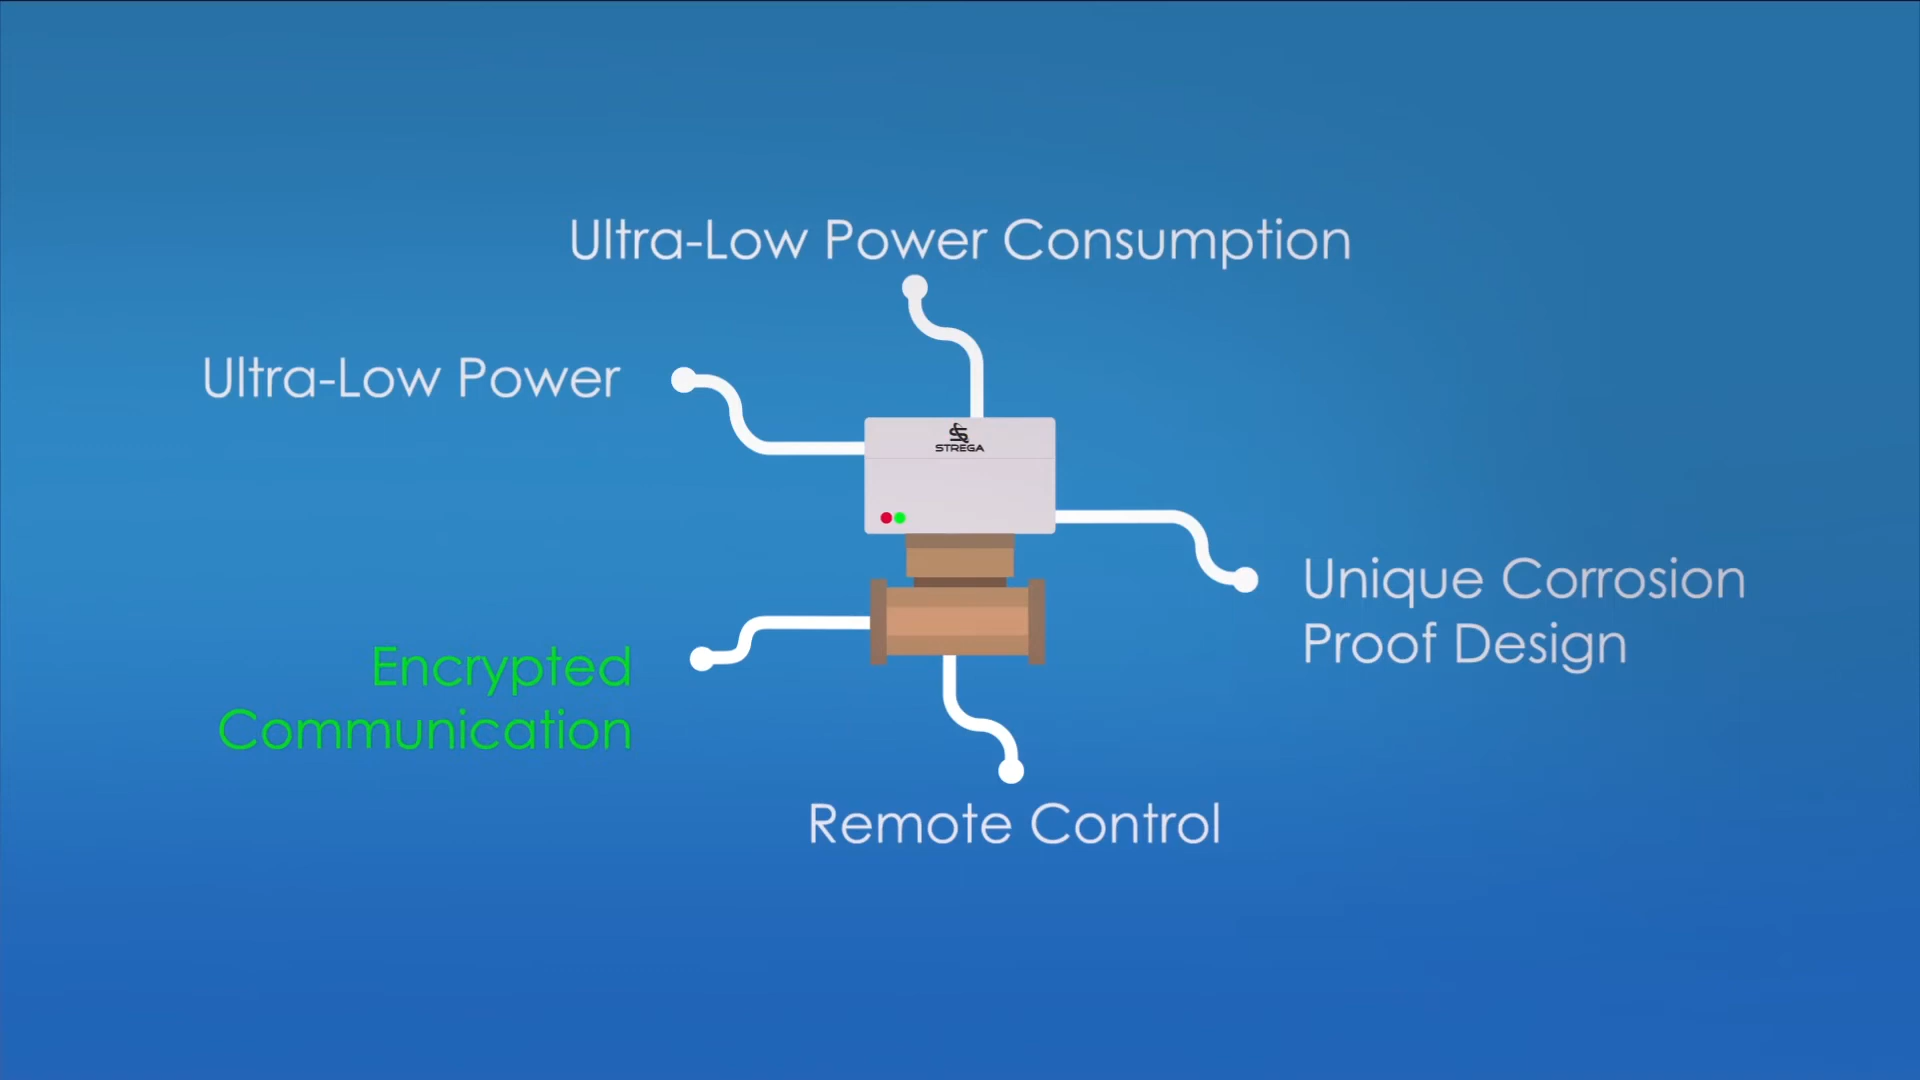 Ultra-Low Power Consumption
Ultra-Low Power
STREGA
Unique Corrosion
Proof Design
Encrypted
Communication
Remote Control